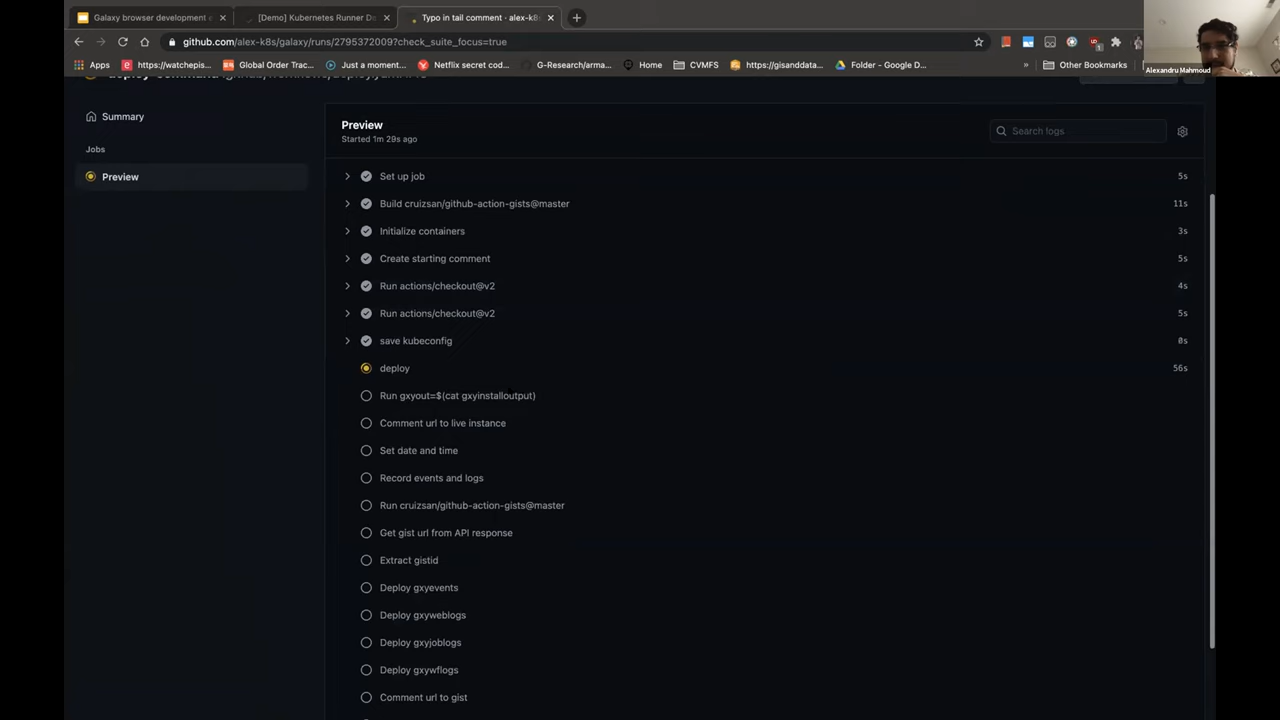 Galaxy browser development e
[Demo] Kubernetes Runner De
Typo in tail comment · alex-k8s
github.com/alex-k8s/galaxy/runs/2795372009?check_suite_focus=true
Apps
https://watchepis...
Global Order Trac...
Just a moment...
Netflix secret cod...
G-Research/arma...
Home
CVMFS
https://gisanddata...
Folder - Google D...
»
Other Bookmarks
Alexandru Mahmoud
Summary
Jobs
Preview
Preview
Started 1m 29s ago
Search logs
Set up job 5s
Build cruizsan/github-action-gists@master 11s
Initialize containers 3s
Create starting comment 5s
Run actions/checkout@v2 4s
Run actions/checkout@v2 5s
save kubeconfig 0s
deploy 56s
Run gxyout=$(cat gxyinstalloutput)
Comment url to live instance
Set date and time
Record events and logs
Run cruizsan/github-action-gists@master
Get gist url from API response
Extract gistid
Deploy gxyevents
Deploy gxyweblogs
Deploy gxyjoblogs
Deploy gxywflogs
Comment url to gist